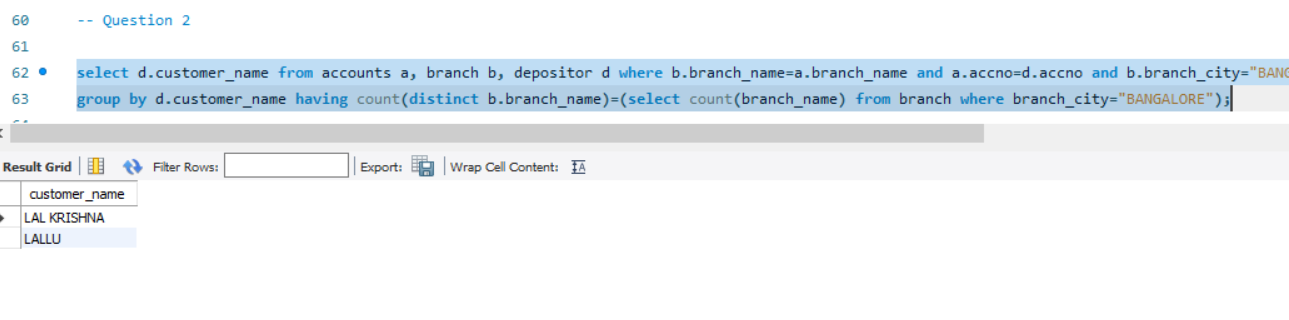 60 -- Question 2
61
62 select d.customer_name from accounts a, branch b, depositor d where b.branch_name=a.branch_name and a.accno=d.accno and b.branch_city="BANG
63 group by d.customer_name having count(distinct b.branch_name)=(select count(branch_name) from branch where branch_city="BANGALORE");
Result Grid Filter Rows: Export: Wrap Cell Content: IA
customer_name
LAL KRISHNA
LALLU